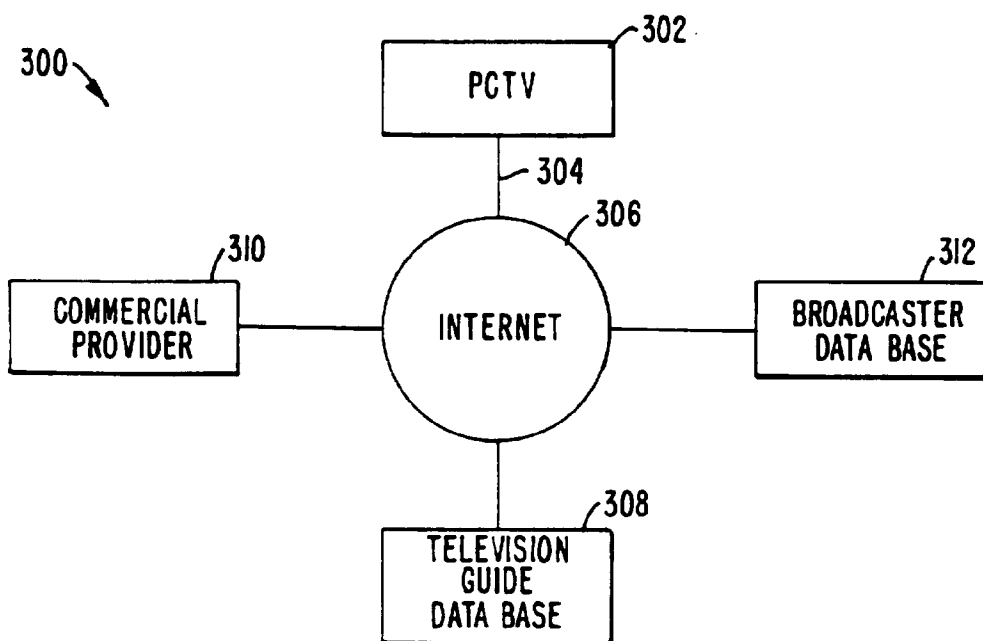 300
302
PCTV
304
306
310
312
COMMERCIAL
PROVIDER
INTERNET
BROADCASTER
DATA BASE
308
TELEVISION
GUIDE
DATA BASE